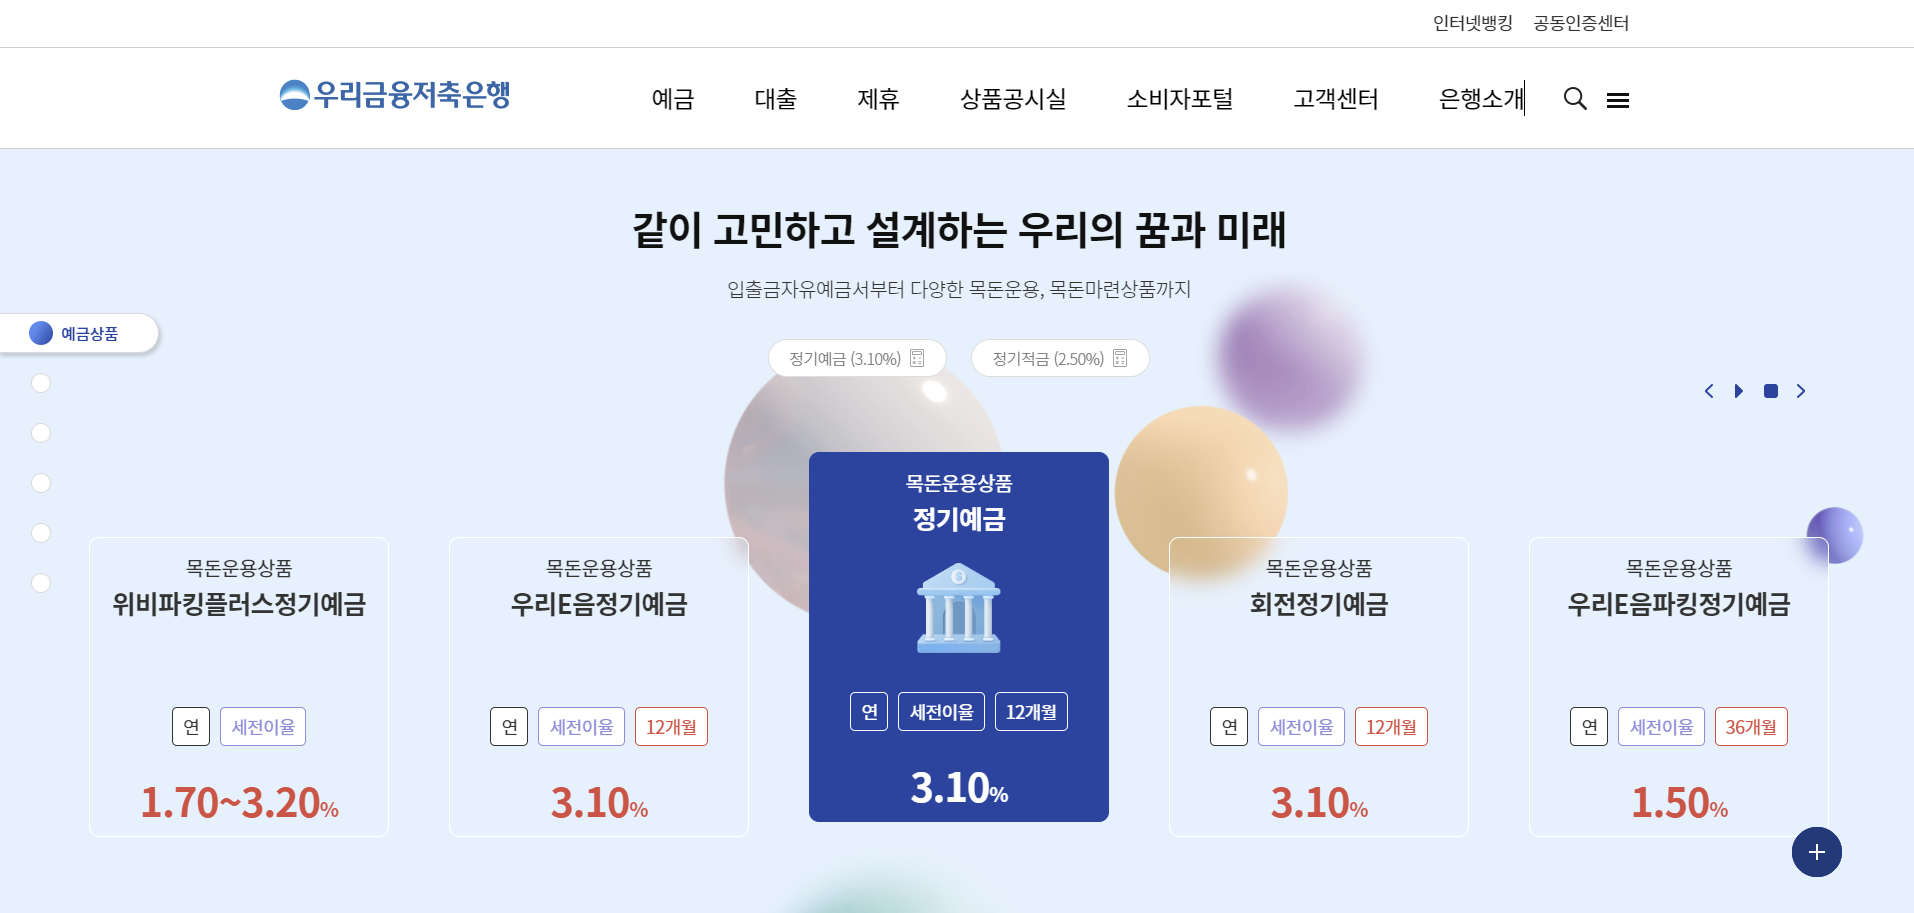 인터넷뱅킹 공동인증센터
우리금융저축은행
예금 대출 제휴 상품공시실 소비자포털 고객센터 은행소개
같이 고민하고 설계하는 우리의 꿈과 미래
입출금자유예금서부터 다양한 목돈운용, 목돈마련상품까지
예금상품
정기예금 (3.10%) 정기적금 (2.50%)
목돈운용상품
위비파킹플러스정기예금
연 세전이율
1.70~3.20%
목돈운용상품
우리E음정기예금
연 세전이율 12개월
3.10%
목돈운용상품
정기예금
연 세전이율 12개월
3.10%
목돈운용상품
회전정기예금
연 세전이율 12개월
3.10%
목돈운용상품
우리E음파킹정기예금
연 세전이율 36개월
1.50%